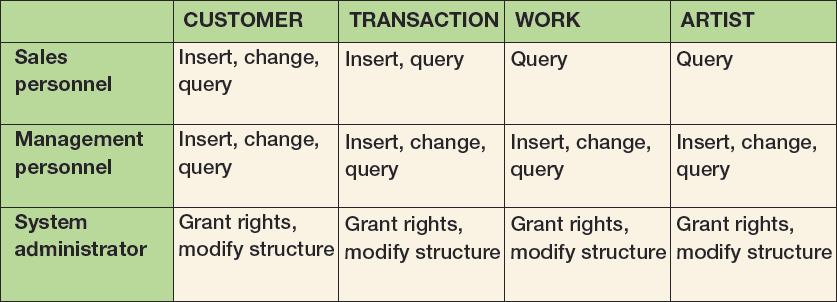 CUSTOMER TRANSACTION WORK ARTIST
Sales personnel
Insert, change,
query
Insert, query
Query
Query
Management
personnel
Insert, change,
query
Insert, change,
query
Insert, change,
query
Insert, change,
query
System
administrator
Grant rights,
modify structure
Grant rights,
modify structure
Grant rights,
modify structure
Grant rights,
modify structure